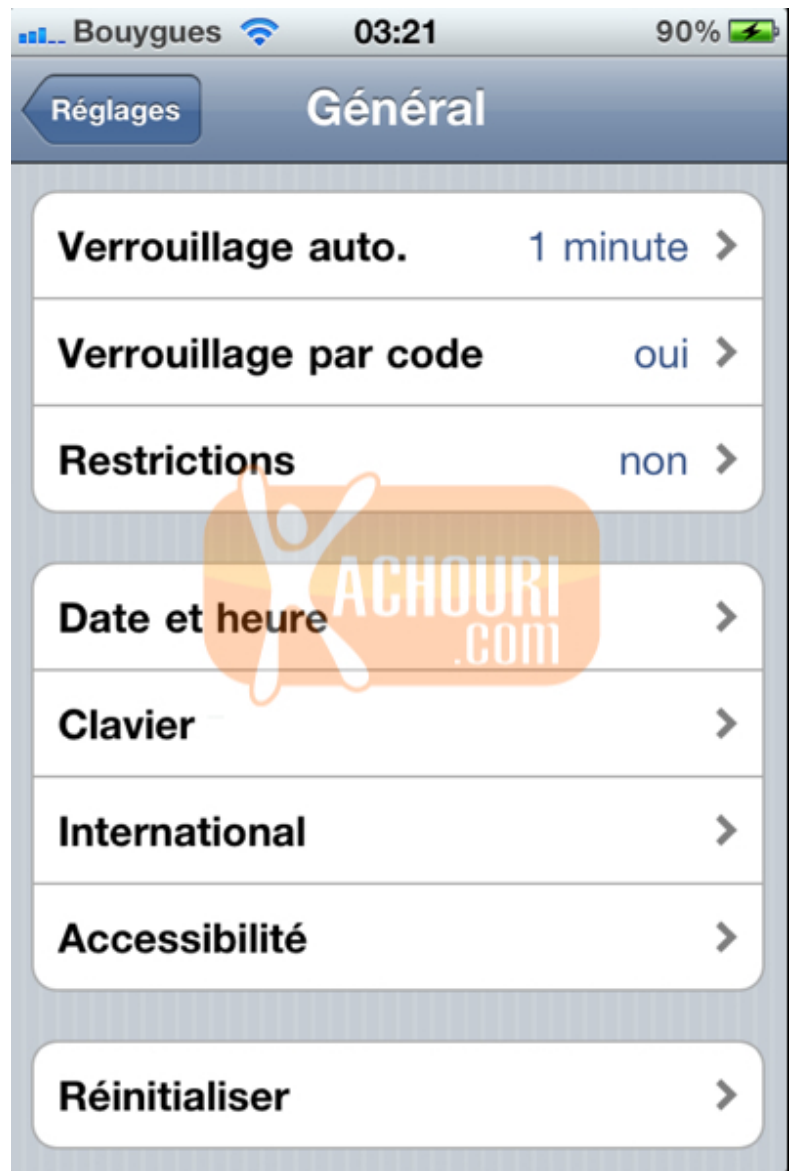 Bouygues 03:21 90%
Réglages Général
Verrouillage auto. 1 minute
Verrouillage par code oui
Restrictions non
KACHOURI
.com
Date et heure
Clavier
International
Accessibilité
Réinitialiser